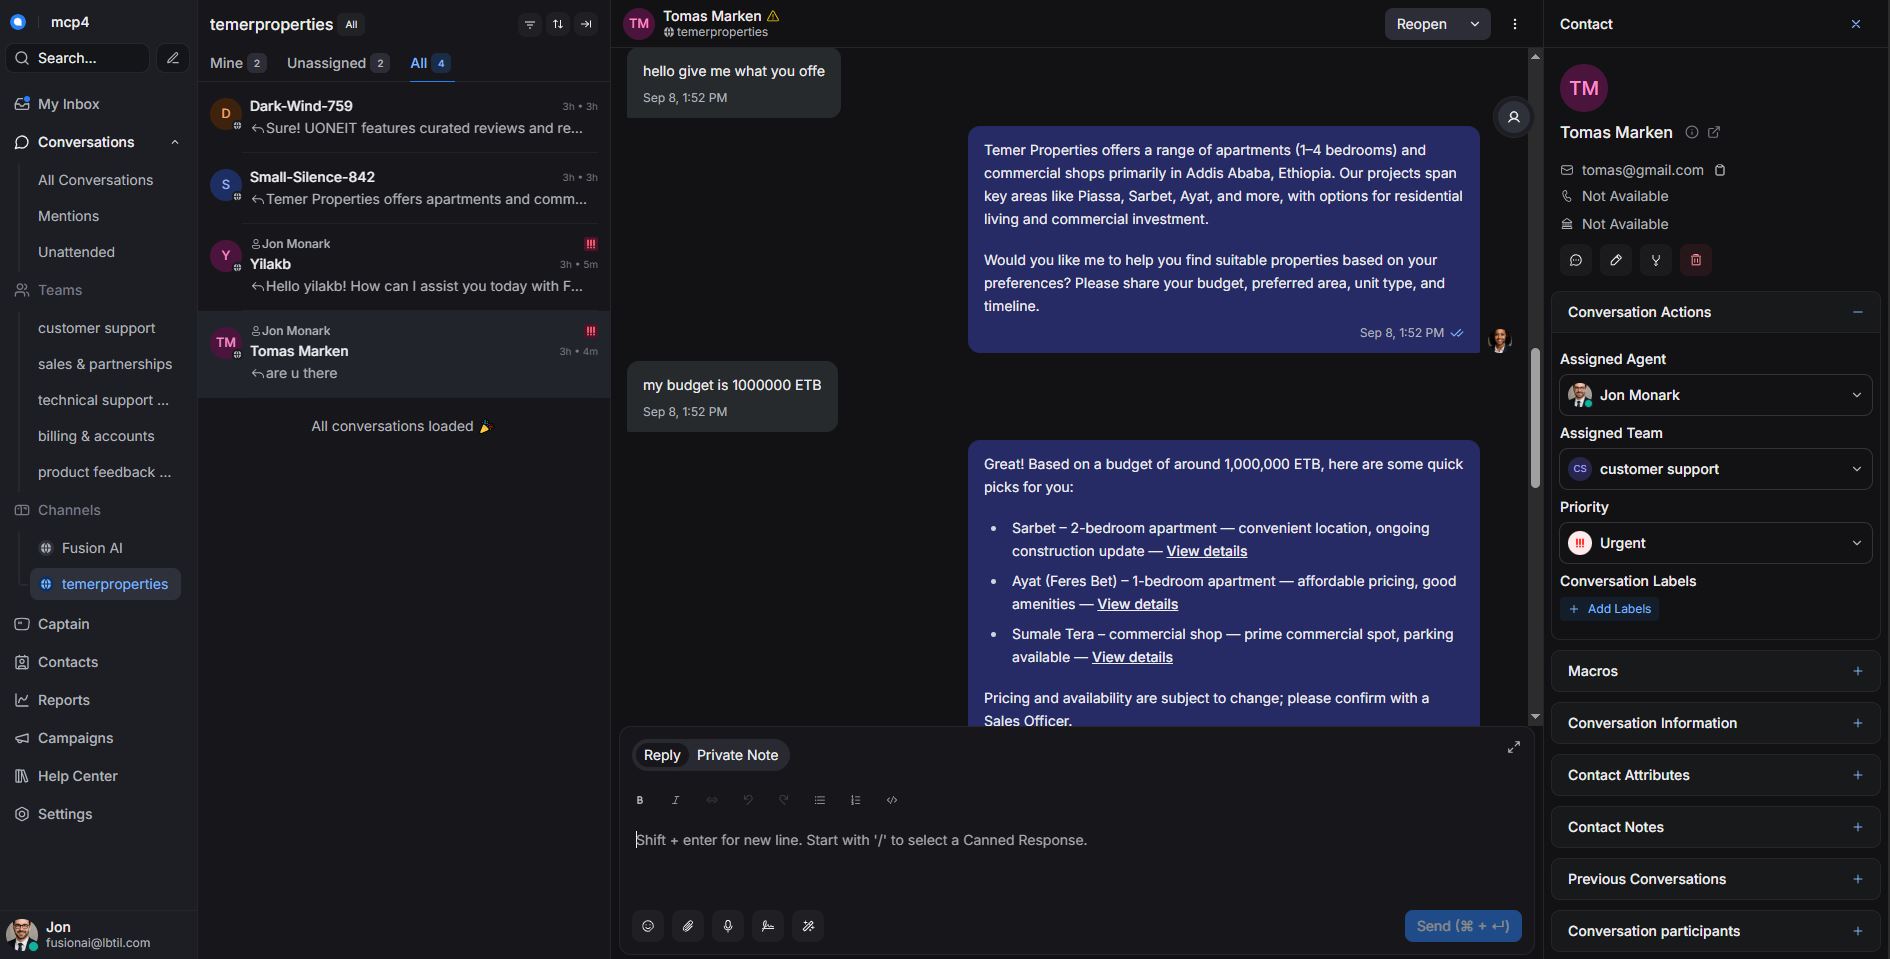 mcp4
Search...
My Inbox
Conversations
All Conversations
Mentions
Unattended
Teams
customer support
sales & partnerships
technical support ...
billing & accounts
product feedback ...
Channels
Fusion AI
temerproperties
Captain
Contacts
Reports
Campaigns
Help Center
Settings
Jon
fusionai@lbtil.com
temerproperties All
Mine 2 Unassigned 2 All 4
D
Dark-Wind-759 3h • 3h
Sure! UONEIT features curated reviews and re...
S
Small-Silence-842 3h • 3h
Temer Properties offers apartments and comm...
Jon Monark !!!
Y
Yilakb 3h • 5m
Hello yilakb! How can I assist you today with F...
Jon Monark !!!
TM
Tomas Marken 3h • 4m
are u there
All conversations loaded 🎉
TM
Tomas Marken
temerproperties
Reopen
hello give me what you offe
Sep 8, 1:52 PM
Temer Properties offers a range of apartments (1–4 bedrooms) and
commercial shops primarily in Addis Ababa, Ethiopia. Our projects span
key areas like Piassa, Sarbet, Ayat, and more, with options for residential
living and commercial investment.
Would you like me to help you find suitable properties based on your
preferences? Please share your budget, preferred area, unit type, and
timeline.
Sep 8, 1:52 PM
my budget is 1000000 ETB
Sep 8, 1:52 PM
Great! Based on a budget of around 1,000,000 ETB, here are some quick
picks for you:
• Sarbet – 2-bedroom apartment — convenient location, ongoing
construction update — View details
• Ayat (Feres Bet) – 1-bedroom apartment — affordable pricing, good
amenities — View details
• Sumale Tera – commercial shop — prime commercial spot, parking
available — View details
Pricing and availability are subject to change; please confirm with a
Sales Officer.
Reply Private Note
B I
Shift + enter for new line. Start with '/' to select a Canned Response.
Send (⌘ + ↵)
Contact
TM
Tomas Marken
tomas@gmail.com
Not Available
Not Available
Conversation Actions
Assigned Agent
Jon Monark
Assigned Team
CS customer support
Priority
!!! Urgent
Conversation Labels
+ Add Labels
Macros
Conversation Information
Contact Attributes
Contact Notes
Previous Conversations
Conversation participants